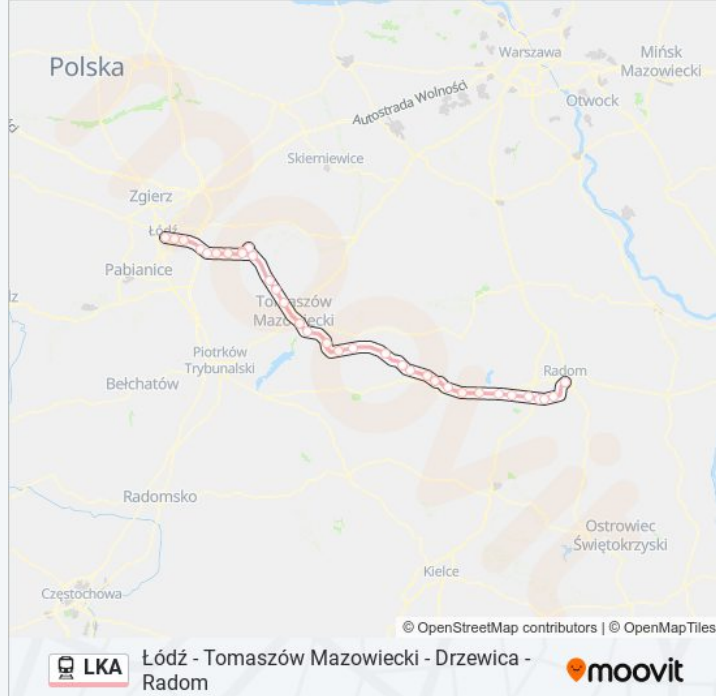 Warszawa
Mińsk
Mazowiecki
Polska
Autostrada Wolności
Otwock
Skierniewice
Zgierz
Łódź
Pabianice
Tomaszów
Mazowiecki
Piotrków
Trybunalski
Bełchatów
Radom
Radomsko
Ostrowiec
Świętokrzyski
Kielce
Częstochowa
moovit
© OpenStreetMap contributors | © OpenMapTiles
LKA
Łódź - Tomaszów Mazowiecki - Drzewica -
Radom
moovit